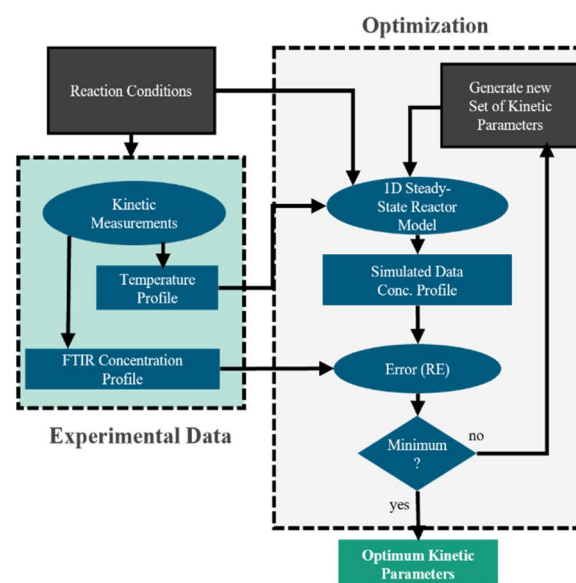 Optimization
Reaction Conditions
Generate new
Set of Kinetic
Parameters
Kinetic
Measurements
1D Steady-
State Reactor
Model
Temperature
Profile
Simulated Data
Conc. Profile
FTIR Concentration
Profile
Error (RE)
Experimental Data
Minimum
?
no
yes
Optimum Kinetic
Parameters